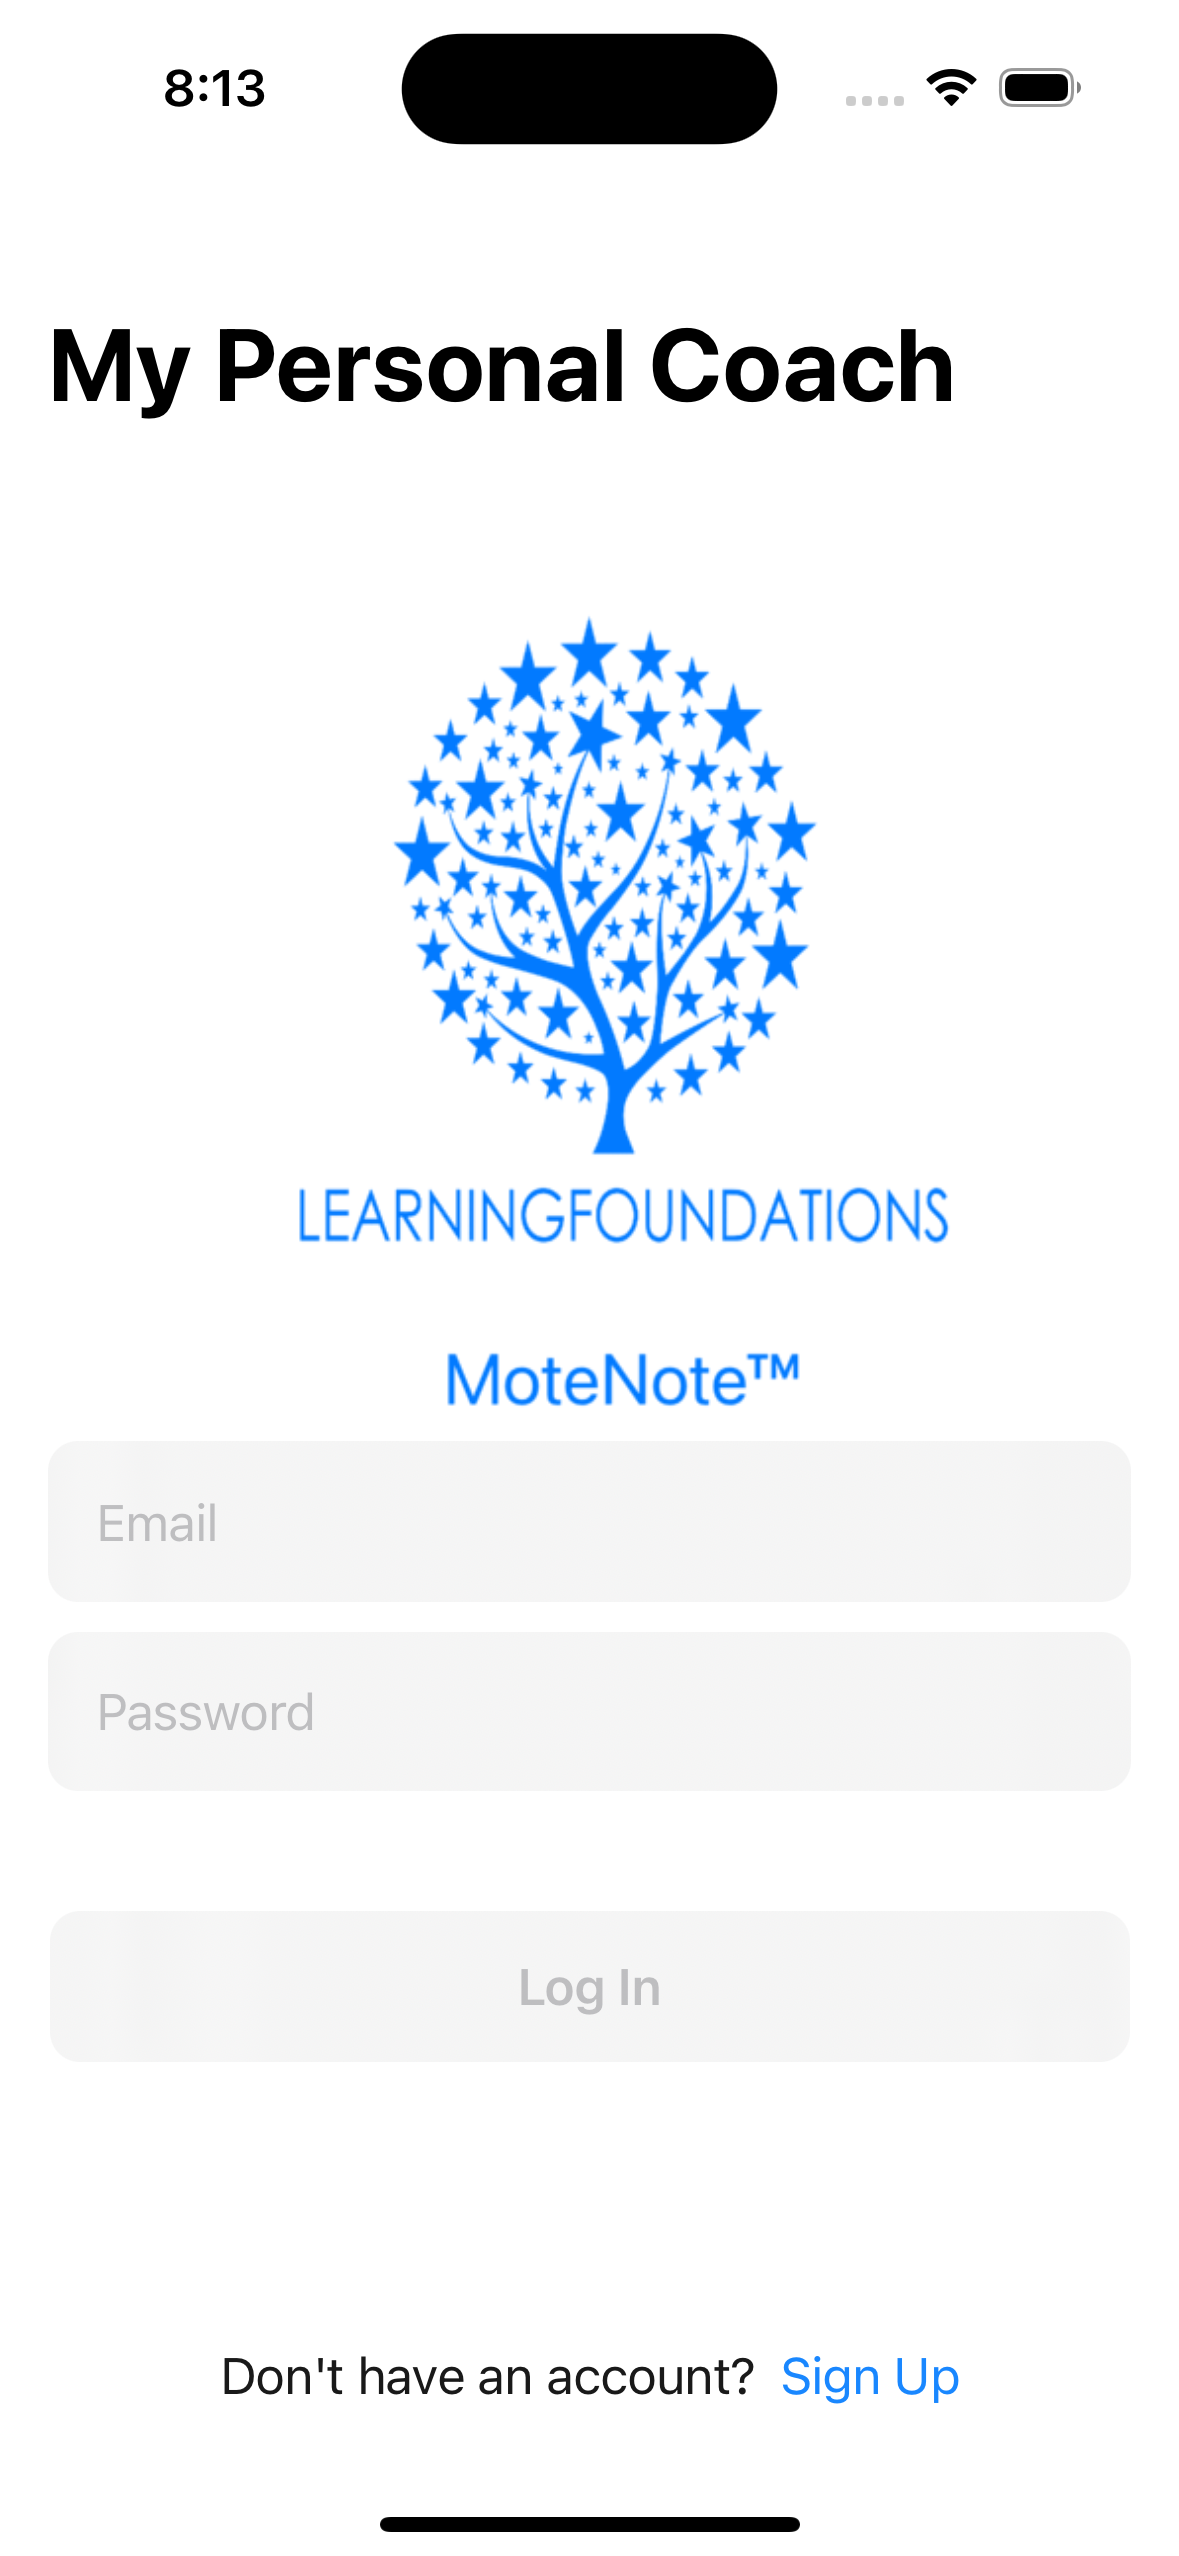 8:13
My Personal Coach
LEARNINGFOUNDATIONS
MoteNote™
Email
Password
Log In
Don't have an account? Sign Up